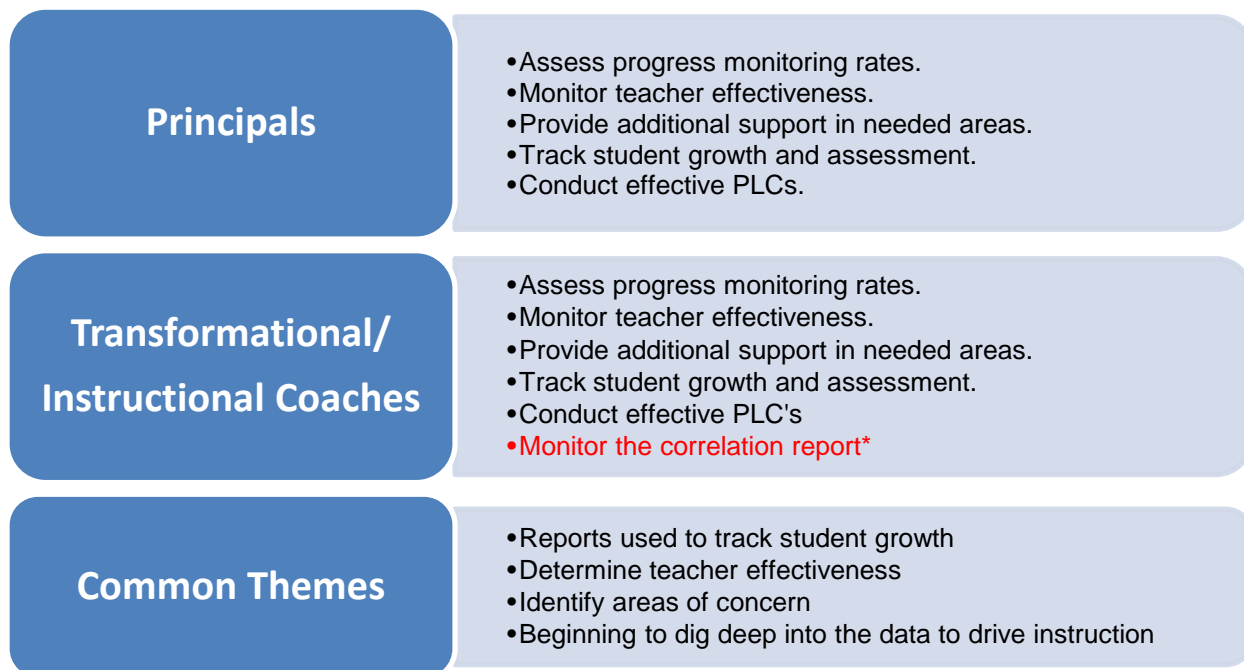 Principals
•Assess progress monitoring rates.
•Monitor teacher effectiveness.
•Provide additional support in needed areas.
•Track student growth and assessment.
•Conduct effective PLCs.
Transformational/
Instructional Coaches
•Assess progress monitoring rates.
•Monitor teacher effectiveness.
•Provide additional support in needed areas.
•Track student growth and assessment.
•Conduct effective PLC's
•Monitor the correlation report*
Common Themes
•Reports used to track student growth
•Determine teacher effectiveness
•Identify areas of concern
•Beginning to dig deep into the data to drive instruction